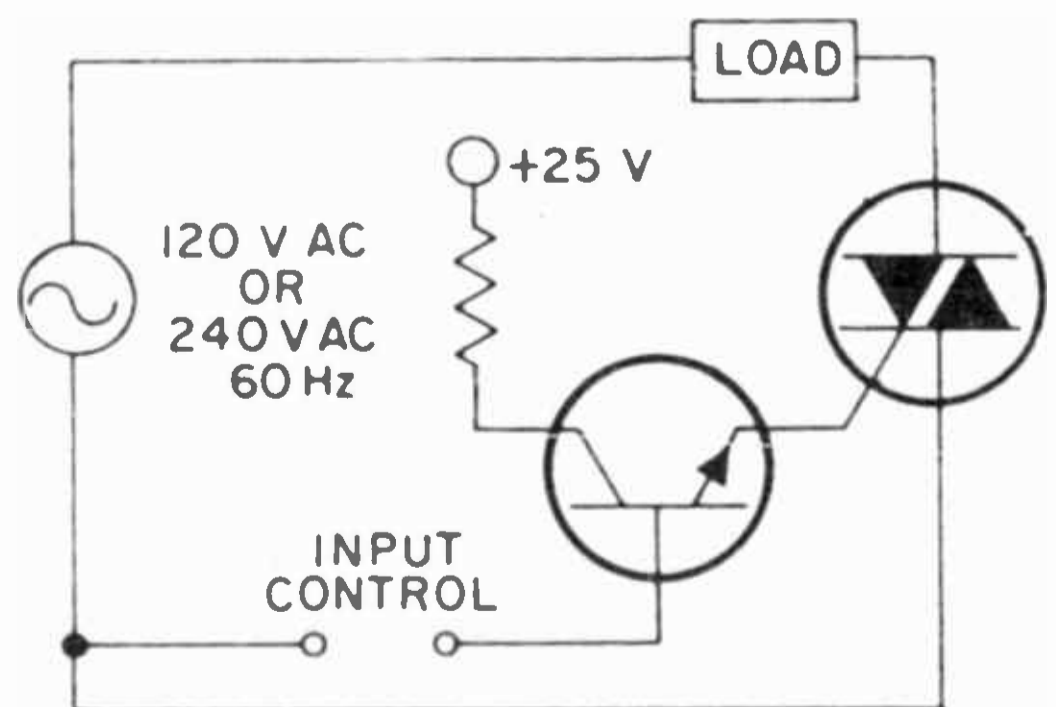 LOAD
+25 V
120 V AC
OR
240 V AC
60 Hz
INPUT
CONTROL